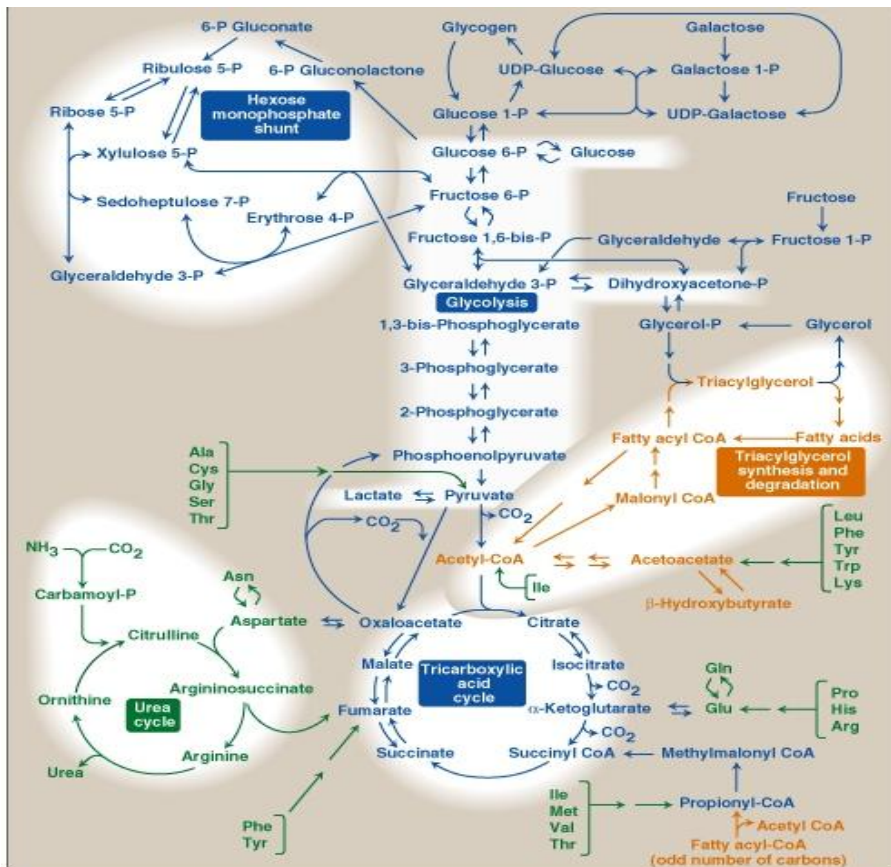 6-P Gluconate
Glycogen
Galactose
Ribulose 5-P
6-P Gluconolactone
UDP-Glucose
Galactose 1-P
Hexose
monophosphate
shunt
Ribose 5-P
Glucose 1-P
UDP-Galactose
Xylulose 5-P
Glucose 6-P
Glucose
Sedoheptulose 7-P
Fructose 6-P
Fructose
Erythrose 4-P
Fructose 1,6-bis-P
Glyceraldehyde
Fructose 1-P
Glyceraldehyde 3-P
Glyceraldehyde 3-P
Dihydroxyacetone-P
Glycolysis
1,3-bis-Phosphoglycerate
Glycerol-P
Glycerol
3-Phosphoglycerate
Triacylglycerol
2-Phosphoglycerate
Fatty acyl CoA
Fatty acids
Phosphoenolpyruvate
Triacylglycerol
synthesis and
degradation
Ala
Cys
Gly
Ser
Thr
Lactate
Pyruvate
Malonyl CoA
CO2
CO2
Leu
Phe
Tyr
Trp
Lys
NH3
CO2
Acetyl-CoA
Acetoacetate
Asn
Ile
Carbamoyl-P
β-Hydroxybutyrate
Aspartate
Oxaloacetate
Citrate
Citrulline
Malate
Isocitrate
Tricarboxylic
acid
cycle
CO2
Gln
Argininosuccinate
Ornithine
Urea
cycle
Fumarate
α-Ketoglutarate
Glu
Pro
His
Arg
CO2
Arginine
Succinate
Succinyl CoA
Methylmalonyl CoA
Urea
Ile
Met
Val
Thr
Propionyl-CoA
Phe
Tyr
Acetyl CoA
Fatty acyl-CoA
(odd number of carbons)